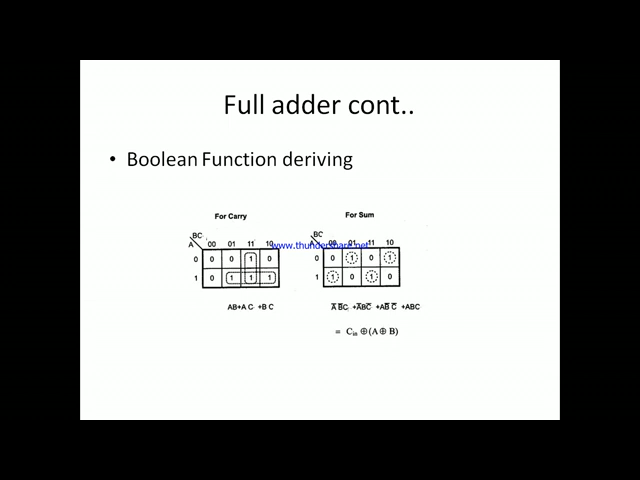 Full adder cont..
• Boolean Function deriving
For Carry
For Sum
BC
A
00 01 11 10
0 0 0 1 0
1 0 1 1 1
BC
A
00 01 11 10
0 0 1 0 1
1 1 0 1 0
www.thundershare.net
AB+A C +B C
A̅ B̅C +A̅BC̅ +AB̅ C̅ +ABC
= Cin ⊕(A⊕ B)